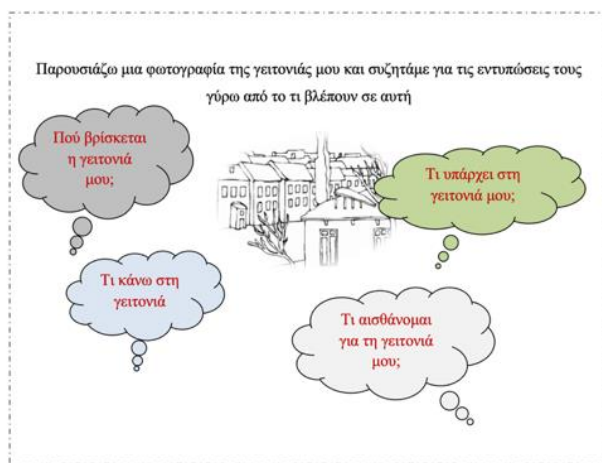 Παρουσιάζω μια φωτογραφία της γειτονιάς μου και συζητάμε για τις εντυπώσεις τους
γύρω από το τι βλέπουν σε αυτή
Πού βρίσκεται
η γειτονιά
μου;
Τι υπάρχει στη
γειτονιά μου;
Τι κάνω στη
γειτονιά
Τι αισθάνομαι
για τη γειτονιά
μου;